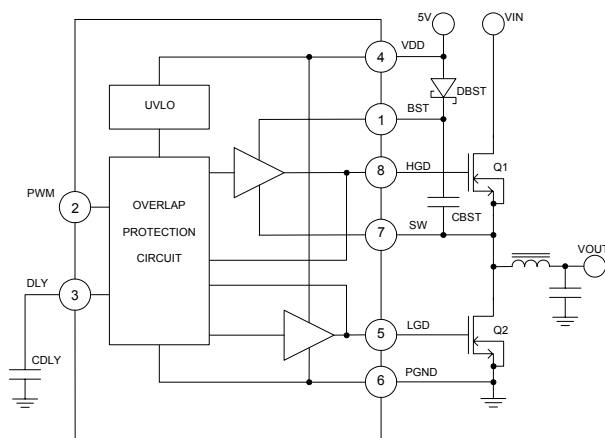 5V
VIN
4
VDD
DBST
UVLO
1
BST
8
HGD
Q1
PWM
2
OVERLAP
PROTECTION
CIRCUIT
CBST
7
SW
VOUT
DLY
3
5
LGD
Q2
CDLY
6
PGND